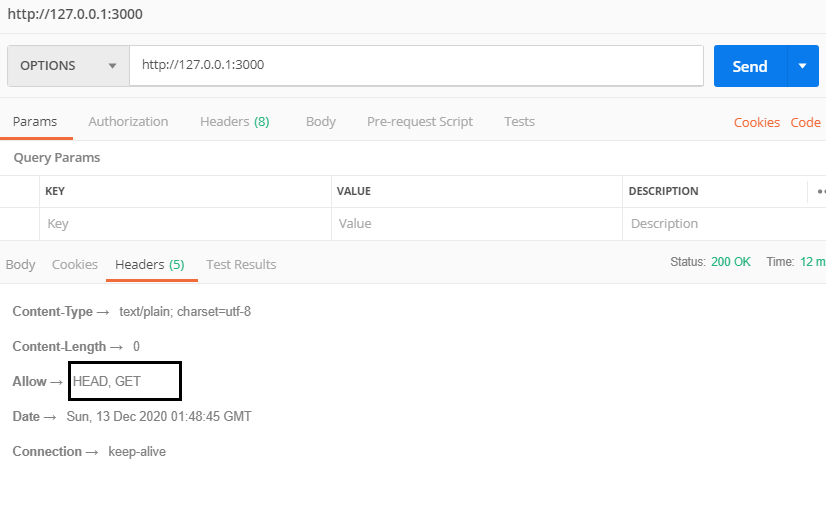 http://127.0.0.1:3000
OPTIONS http://127.0.0.1:3000 Send
Params Authorization Headers (8) Body Pre-request Script Tests Cookies Code
Query Params
KEY VALUE DESCRIPTION
Key Value Description
Body Cookies Headers (5) Test Results Status: 200 OK Time: 12 m
Content-Type → text/plain; charset=utf-8
Content-Length → 0
Allow → HEAD, GET
Date → Sun, 13 Dec 2020 01:48:45 GMT
Connection → keep-alive